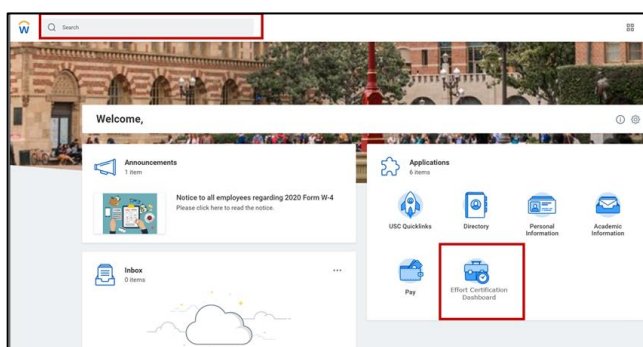 Search
Welcome,
Announcements
1 item
Notice to all employees regarding 2020 Form W-4
Please click here to read the notice.
Inbox
0 items
Applications
6 items
USC Quicklinks
Directory
Personal
Information
Academic
Information
Pay
Effort Certification
Dashboard